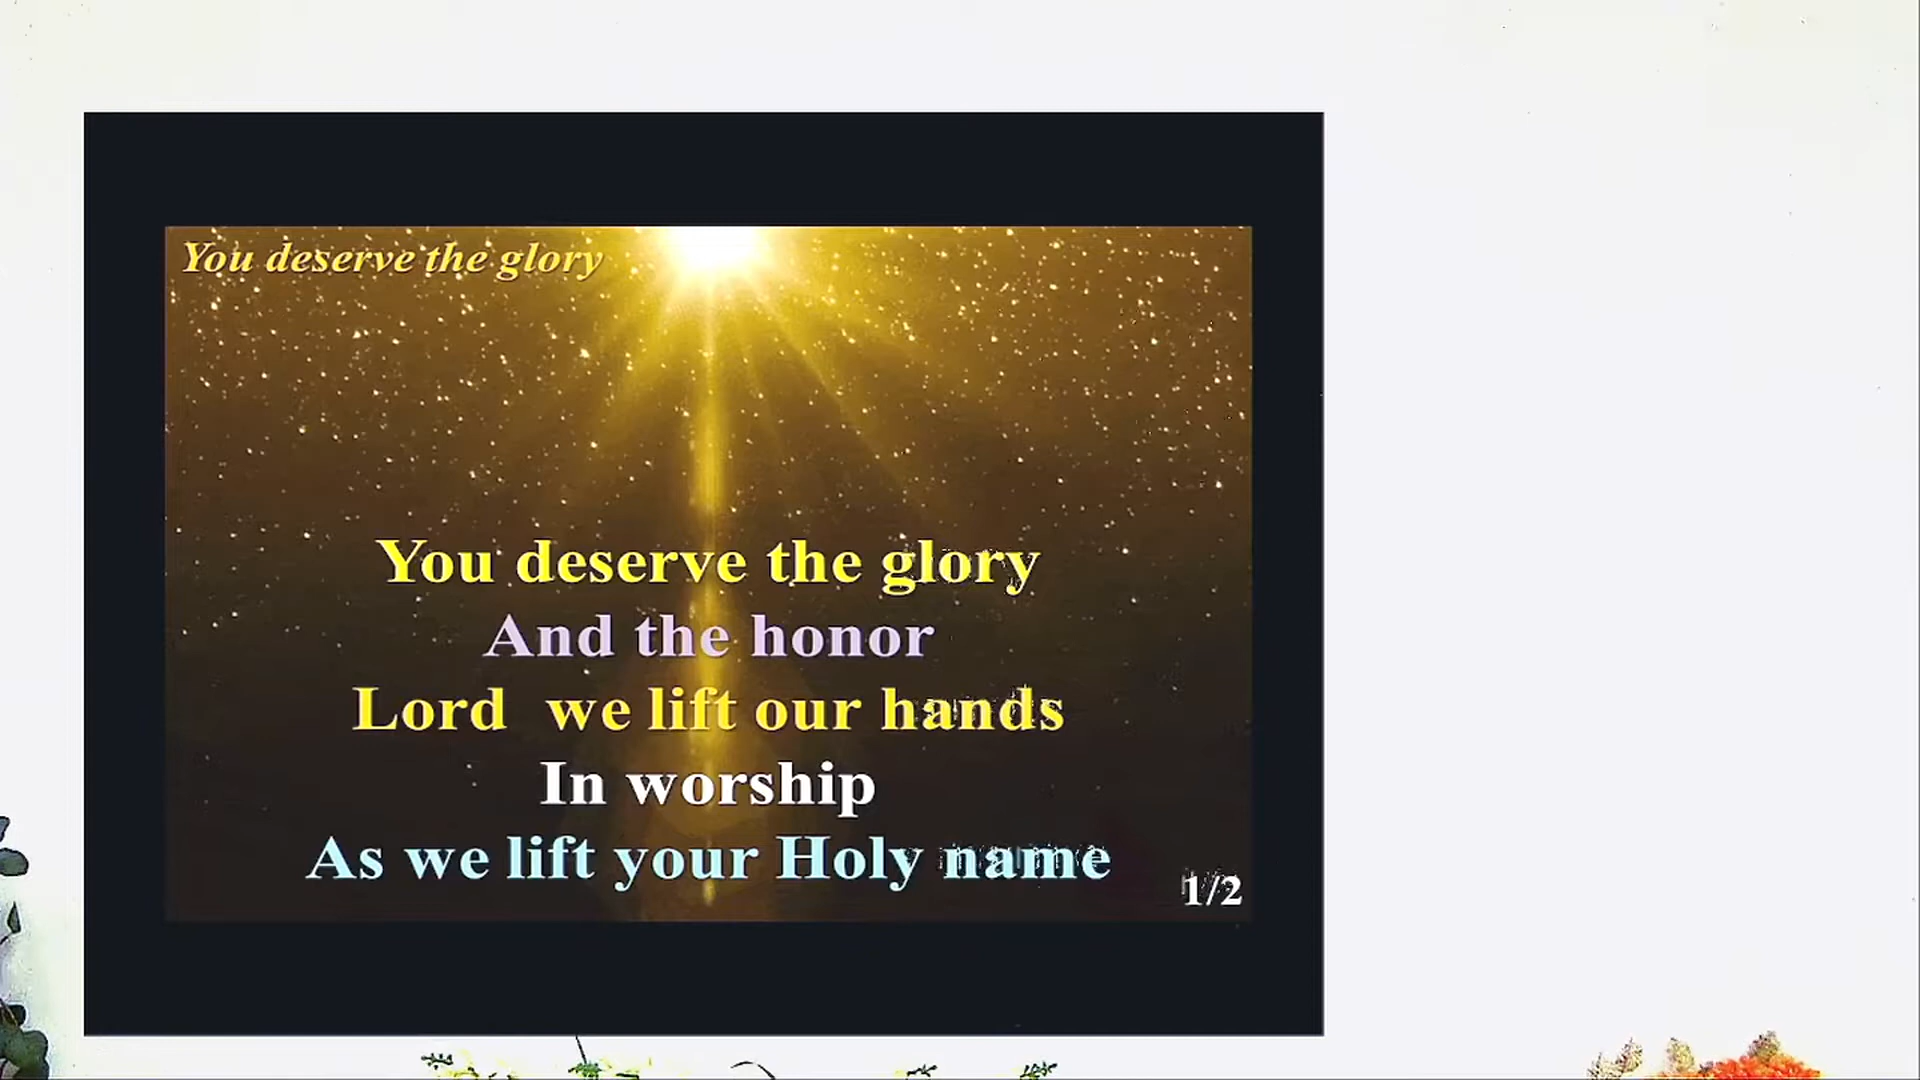 You deserve the glory
You deserve the glory
And the honor
Lord we lift our hands
In worship
As we lift your Holy name
1/2